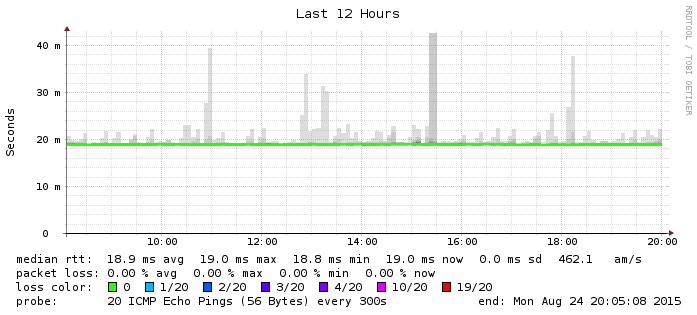 Last 12 Hours
RRDTOOL / TOBI OETIKER
Seconds
40 m
30 m
20 m
10 m
0
10:00 12:00 14:00 16:00 18:00 20:00
median rtt: 18.9 ms avg 19.0 ms max 18.8 ms min 19.0 ms now 0.0 ms sd 462.1 am/s
packet loss: 0.00 % avg 0.00 % max 0.00 % min 0.00 % now
loss color: 0 1/20 2/20 3/20 4/20 10/20 19/20
probe: 20 ICMP Echo Pings (56 Bytes) every 300s end: Mon Aug 24 20:05:08 2015